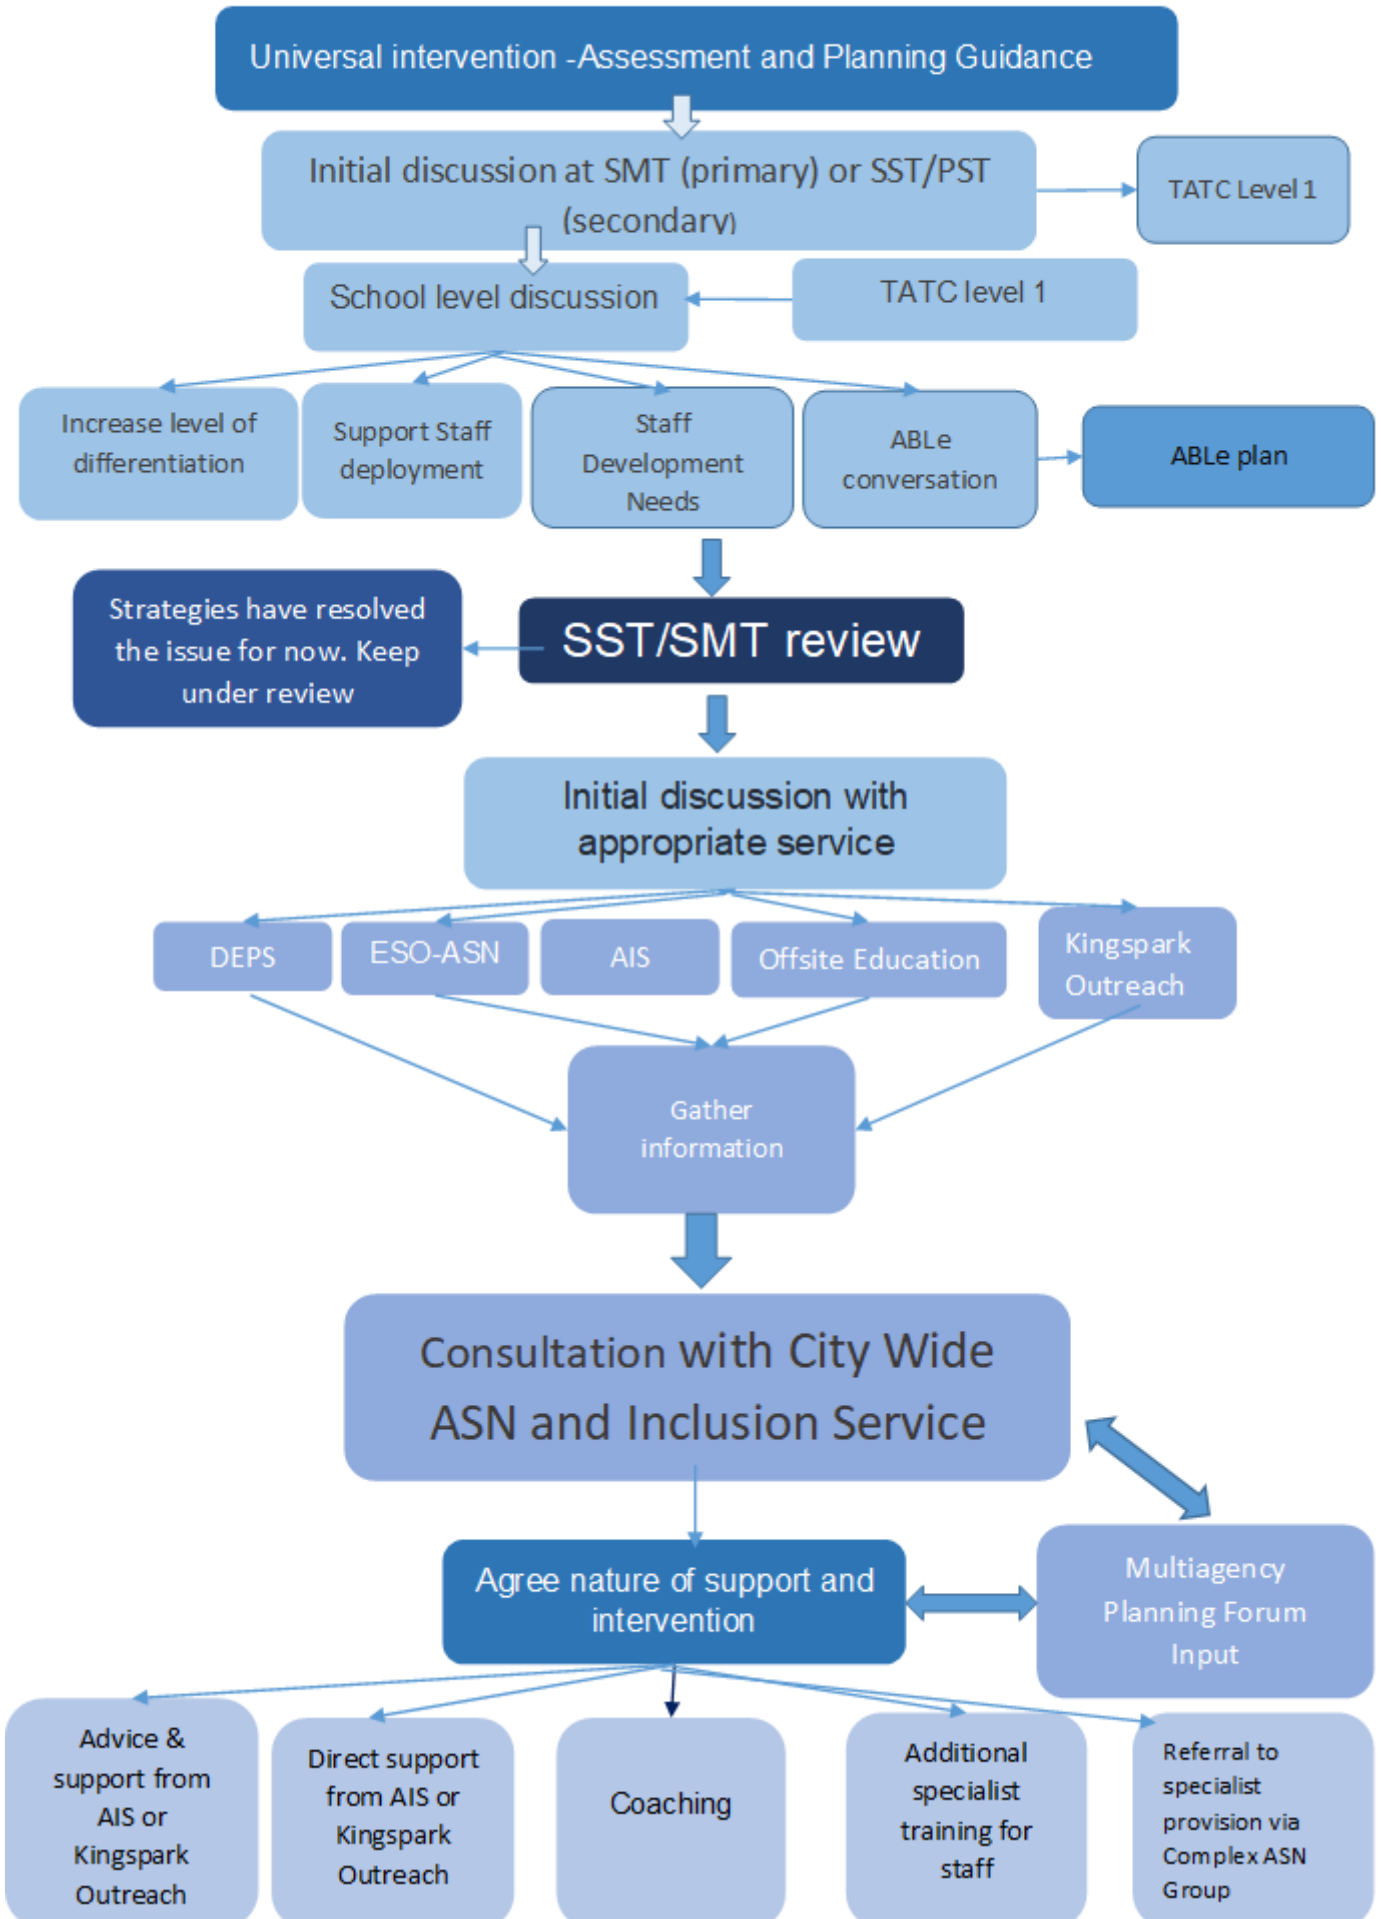 Universal intervention -Assessment and Planning Guidance
Initial discussion at SMT (primary) or SST/PST
(secondary)
TATC Level 1
School level discussion
TATC level 1
Increase level of
differentiation
Support Staff
deployment
Staff
Development
Needs
ABLe
conversation
ABLe plan
Strategies have resolved
the issue for now. Keep
under review
SST/SMT review
Initial discussion with
appropriate service
DEPS
ESO-ASN
AIS
Offsite Education
Kingspark
Outreach
Gather
information
Consultation with City Wide
ASN and Inclusion Service
Agree nature of support and
intervention
Multiagency
Planning Forum
Input
Advice &
support from
AIS or
Kingspark
Outreach
Direct support
from AIS or
Kingspark
Outreach
Coaching
Additional
specialist
training for
staff
Referral to
specialist
provision via
Complex ASN
Group